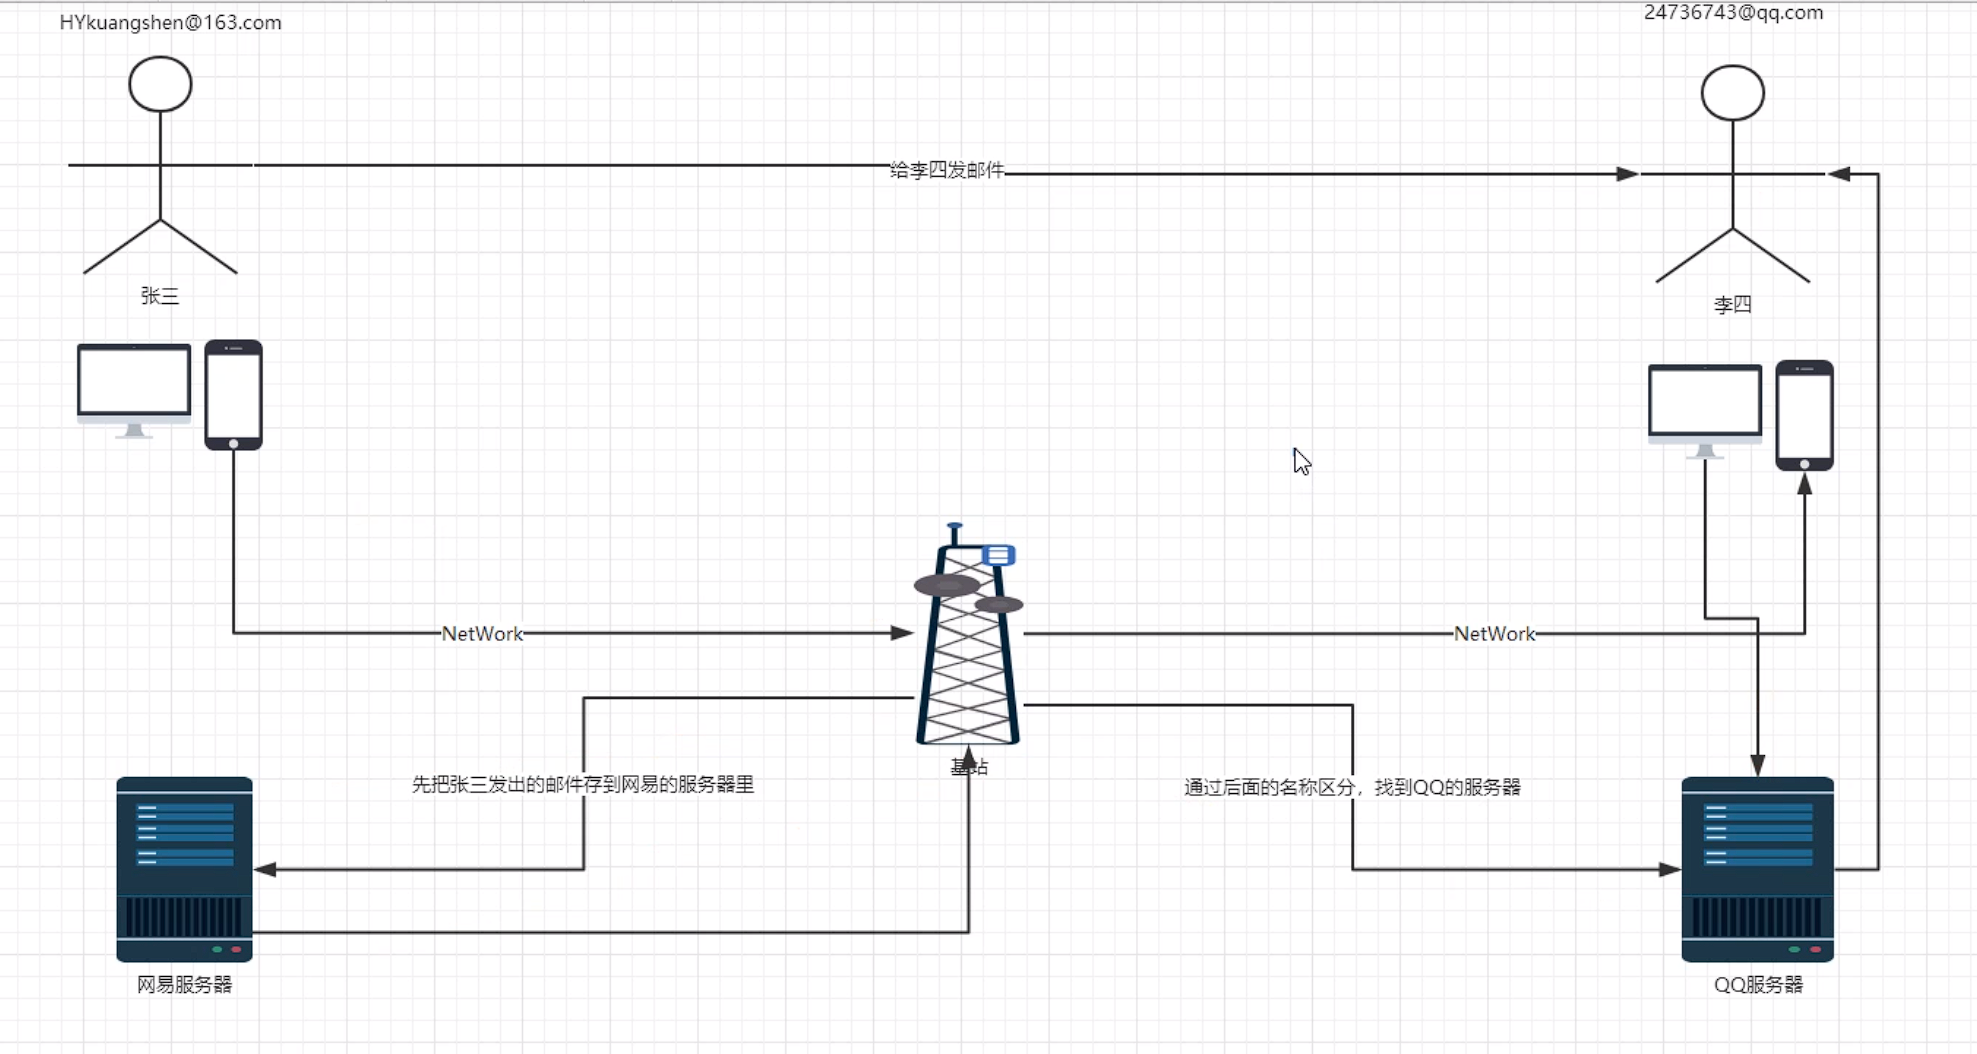 HYkuangshen@163.com
24736743@qq.com
给李四发邮件
张三
李四
NetWork
NetWork
基站
先把张三发出的邮件存到网易的服务器里
通过后面的名称区分，找到QQ的服务器
网易服务器
QQ服务器